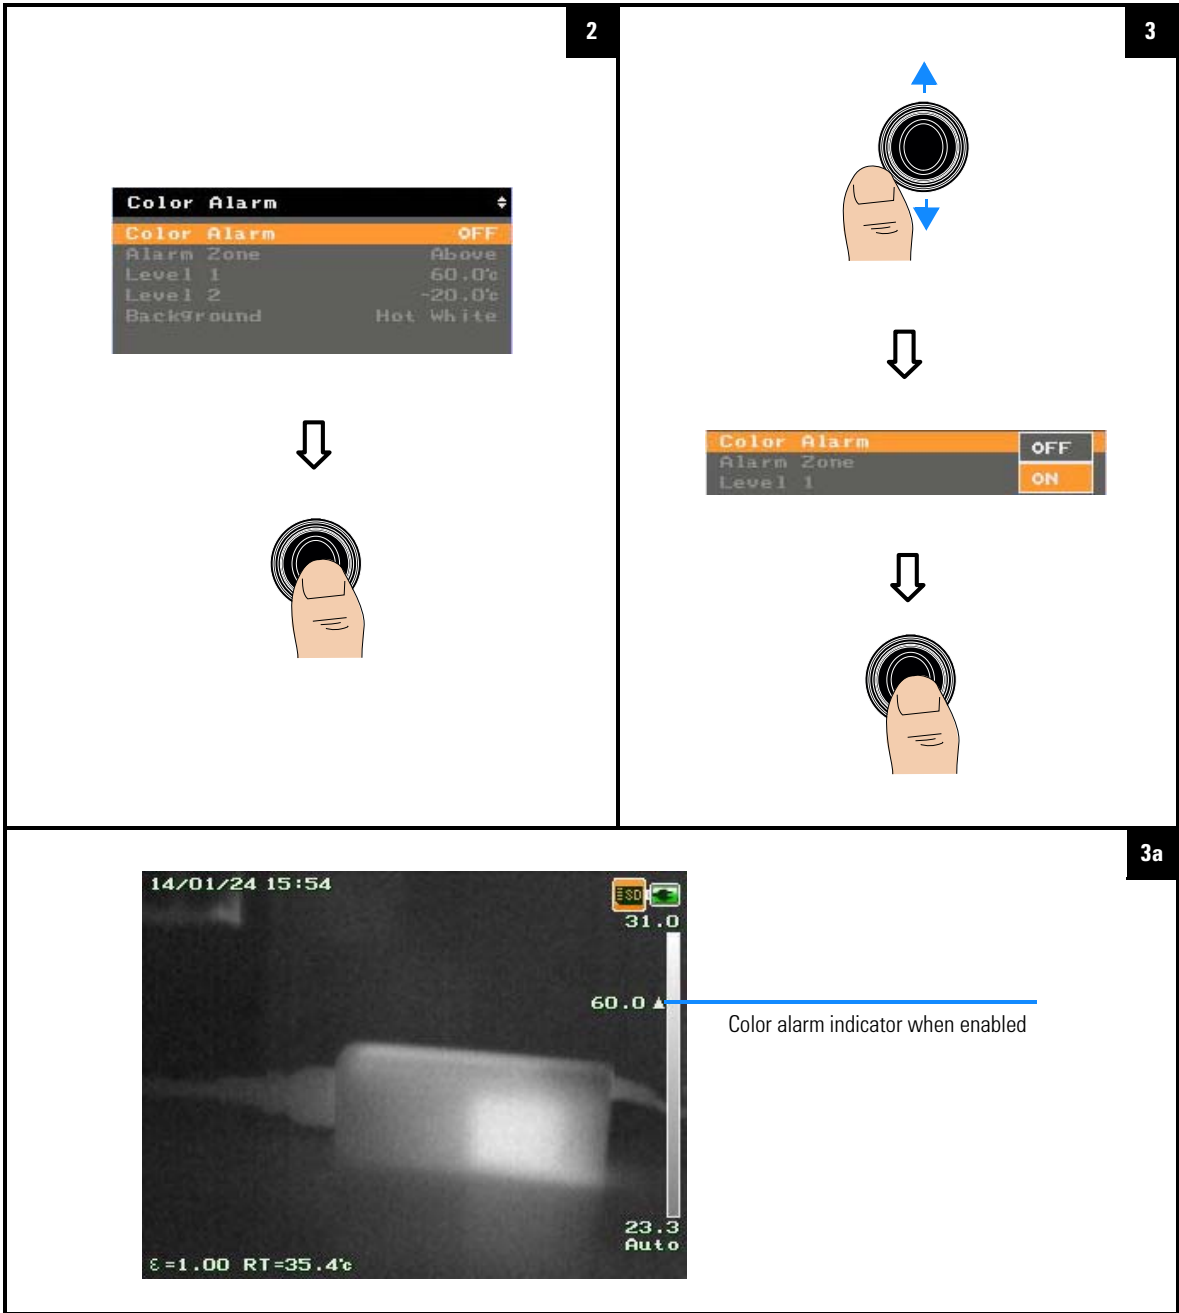 2
Color Alarm
Color Alarm OFF
Alarm Zone Above
Level 1 60.0℃
Level 2 -20.0℃
Background Hot White
3
Color Alarm OFF
Alarm Zone
Level 1 ON
3a
14/01/24 15:54
SD
31.0
60.0▲
Color alarm indicator when enabled
23.3
Auto
ε=1.00 RT=35.4℃